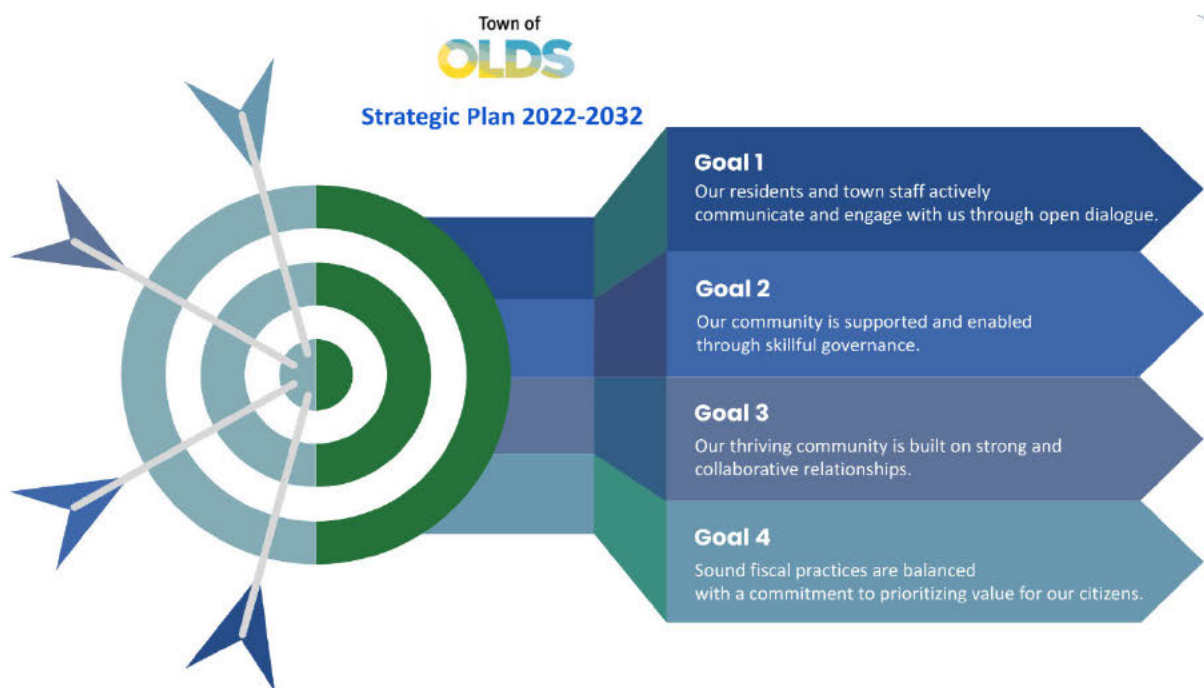 Town of
OLDS
Strategic Plan 2022-2032
Goal 1
Our residents and town staff actively
communicate and engage with us through open dialogue.
Goal 2
Our community is supported and enabled
through skillful governance.
Goal 3
Our thriving community is built on strong and
collaborative relationships.
Goal 4
Sound fiscal practices are balanced
with a commitment to prioritizing value for our citizens.